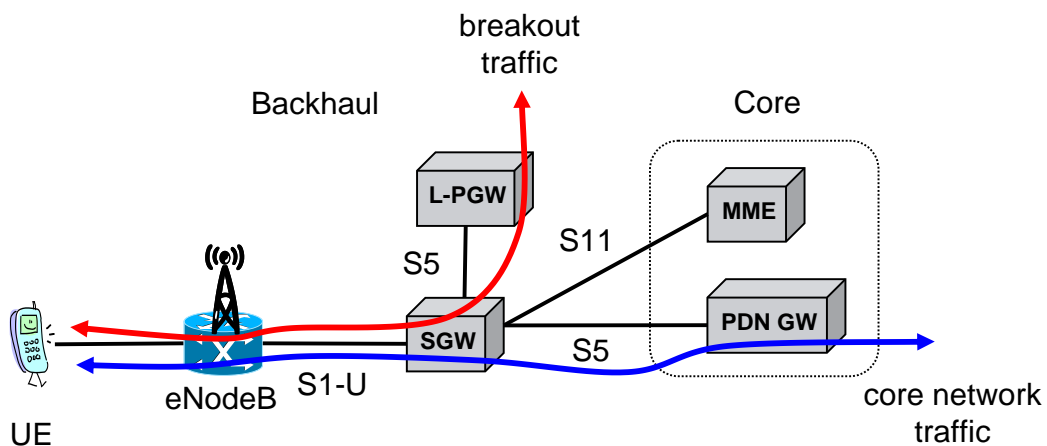 breakout
traffic
Backhaul
Core
L-PGW
MME
S11
S5
SGW
PDN GW
S5
S1-U
eNodeB
UE
core network
traffic